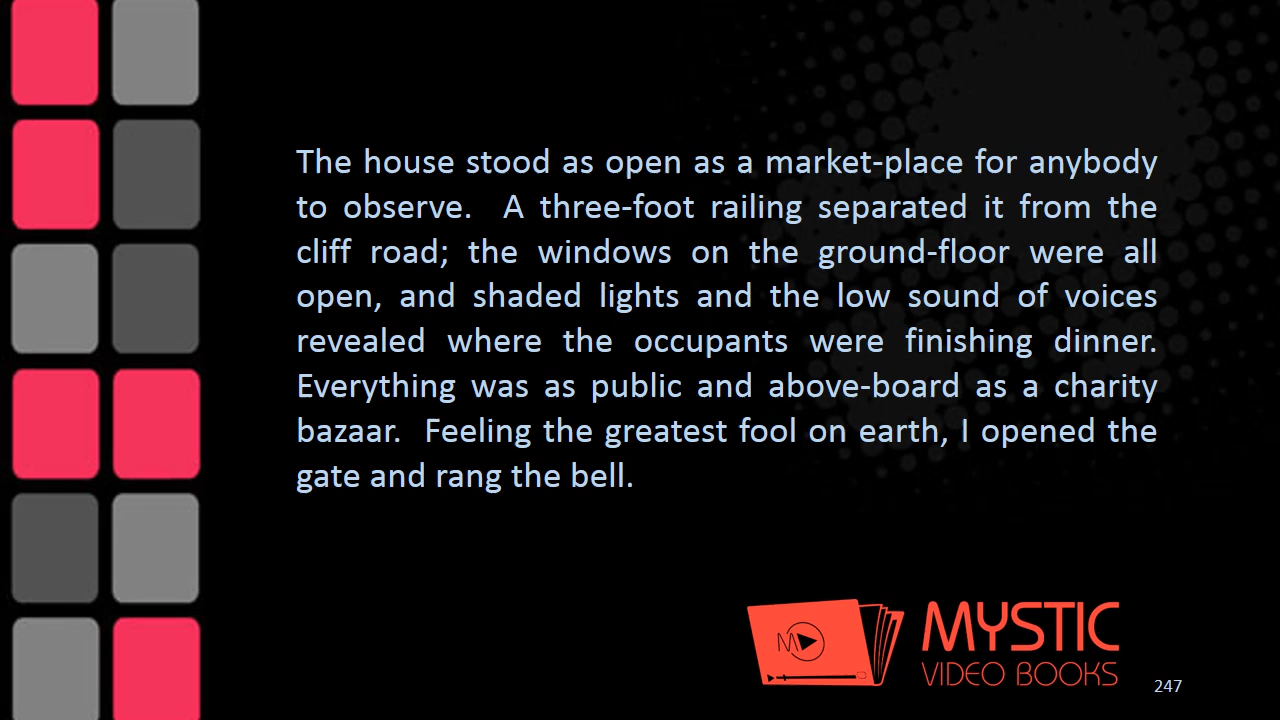 The house stood as open as a market-place for anybody
to observe.  A three-foot railing separated it from the
cliff road; the windows on the ground-floor were all
open, and shaded lights and the low sound of voices
revealed where the occupants were finishing dinner.
Everything was as public and above-board as a charity
bazaar.  Feeling the greatest fool on earth, I opened the
gate and rang the bell.
M
MYSTIC
VIDEO BOOKS
247